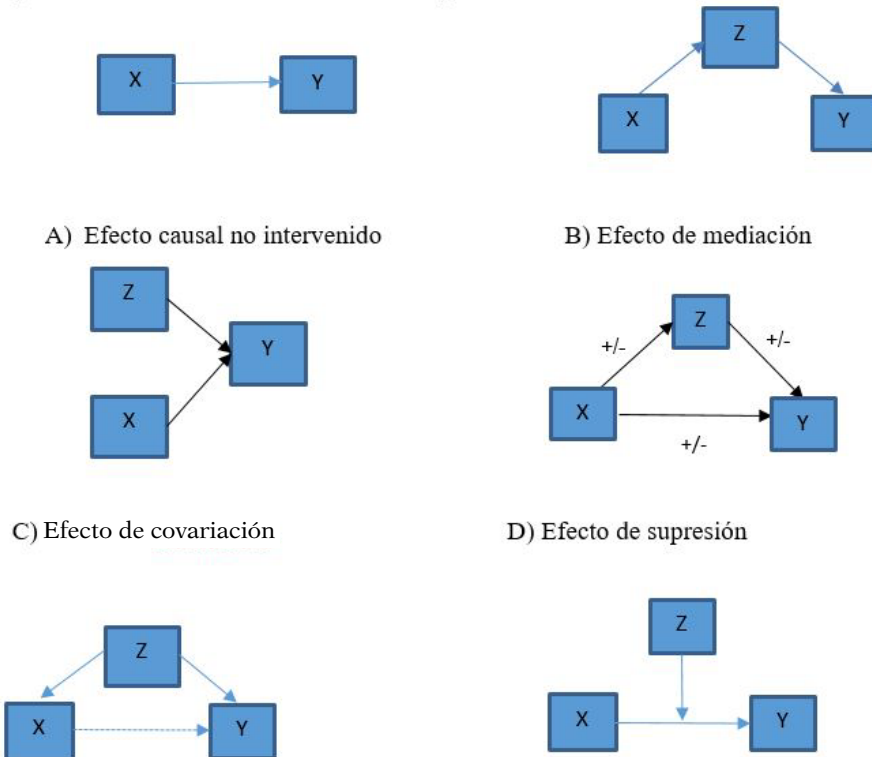 X
Y
Z
X
Y
A) Efecto causal no intervenido
B) Efecto de mediación
Z
X
Y
Z
X
Y
+/-
+/-
+/-
C) Efecto de covariación
D) Efecto de supresión
Z
X
Y
Z
X
Y